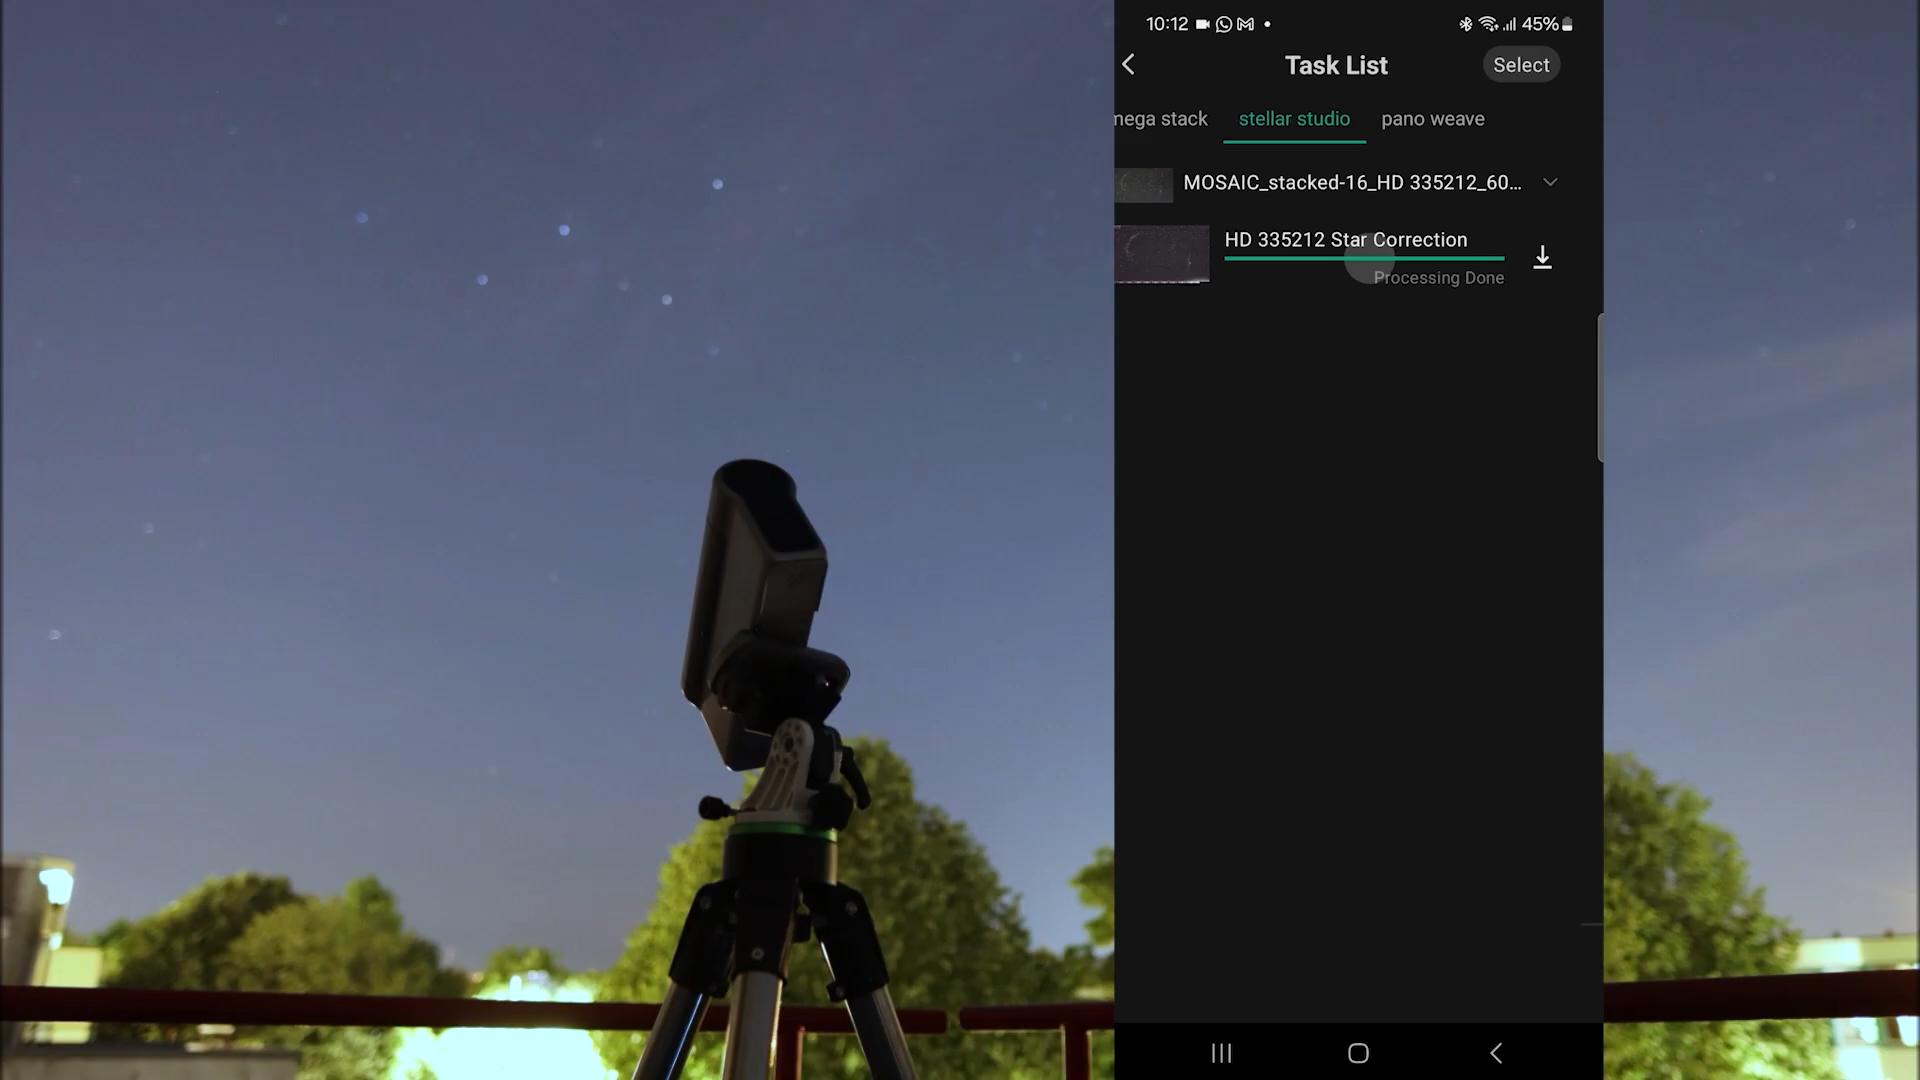 10:12
45%
Task List
Select
mega stack
stellar studio
pano weave
MOSAIC_stacked-16_HD 335212_60...
HD 335212 Star Correction
Processing Done